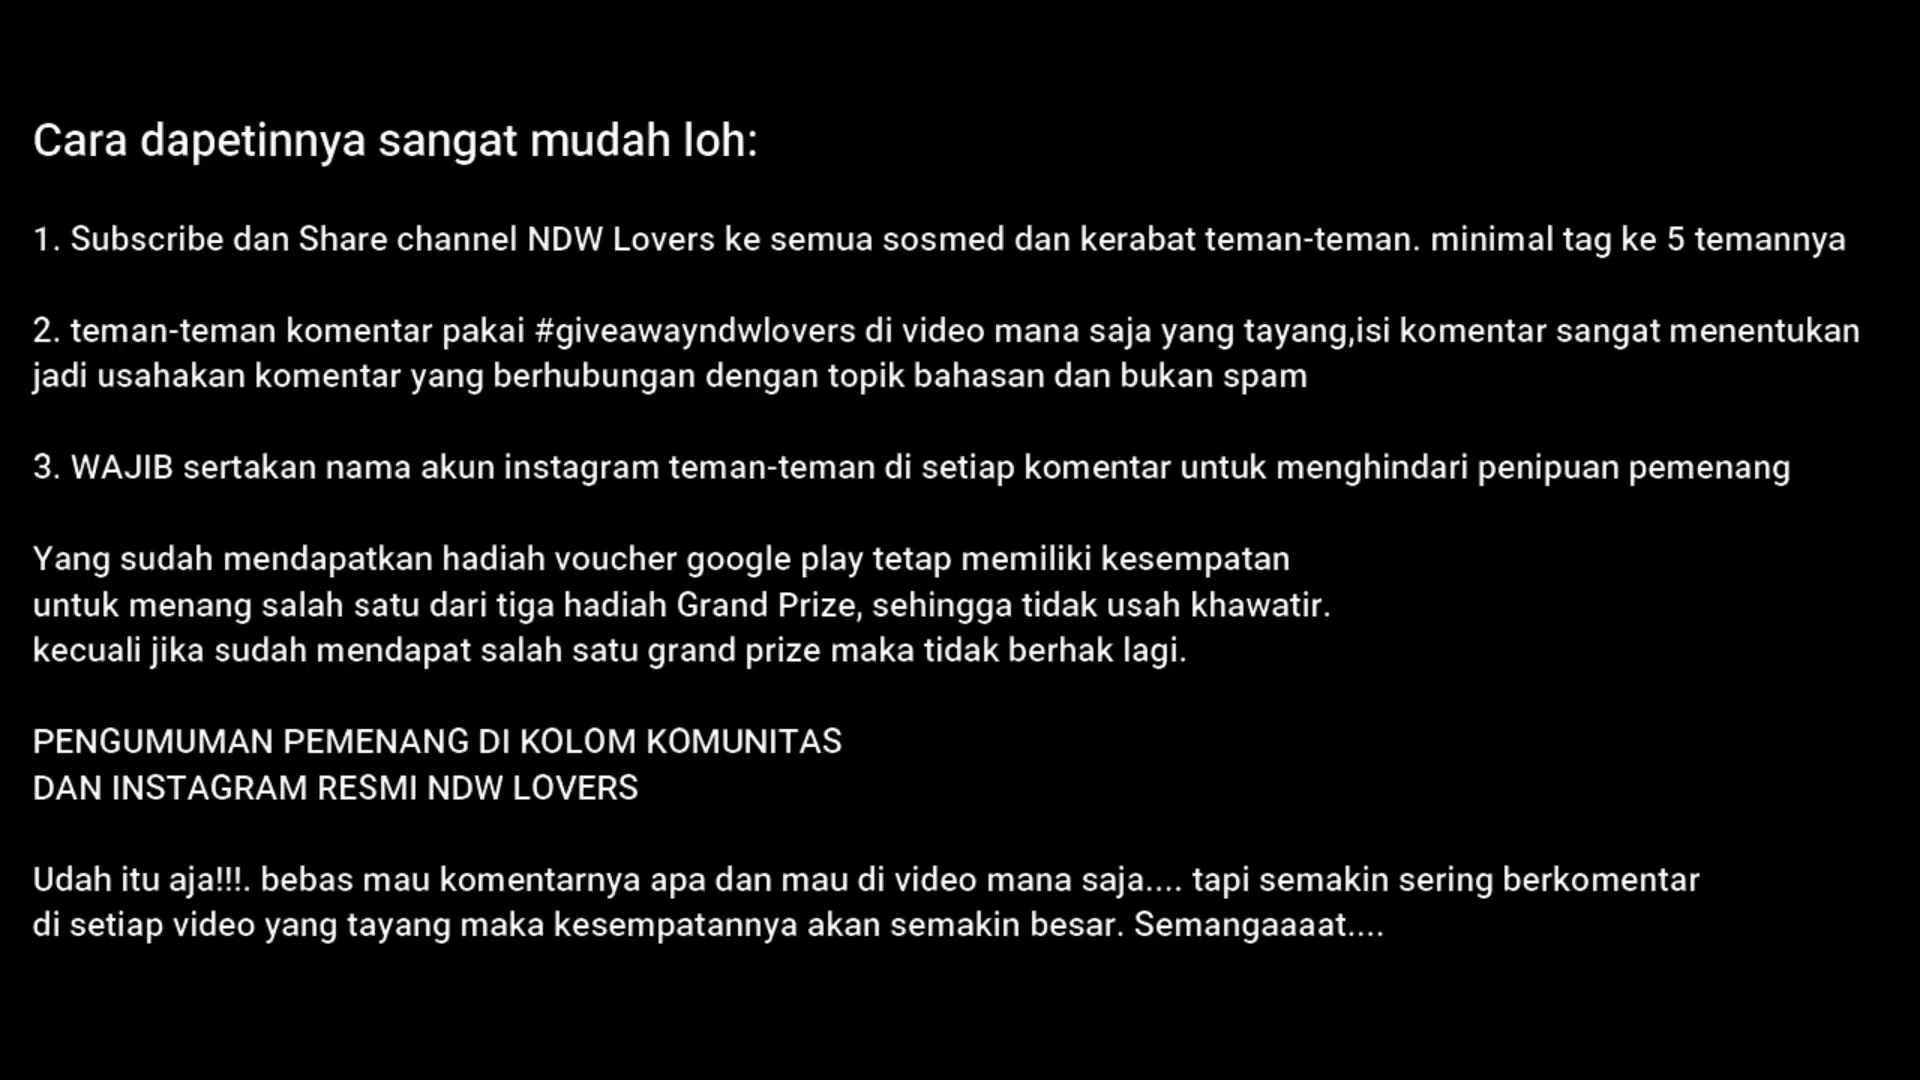 Cara dapetinnya sangat mudah loh:
1. Subscribe dan Share channel NDW Lovers ke semua sosmed dan kerabat teman-teman. minimal tag ke 5 temannya
2. teman-teman komentar pakai #giveawayndwlovers di video mana saja yang tayang,isi komentar sangat menentukan
jadi usahakan komentar yang berhubungan dengan topik bahasan dan bukan spam
3. WAJIB sertakan nama akun instagram teman-teman di setiap komentar untuk menghindari penipuan pemenang
Yang sudah mendapatkan hadiah voucher google play tetap memiliki kesempatan
untuk menang salah satu dari tiga hadiah Grand Prize, sehingga tidak usah khawatir.
kecuali jika sudah mendapat salah satu grand prize maka tidak berhak lagi.
PENGUMUMAN PEMENANG DI KOLOM KOMUNITAS
DAN INSTAGRAM RESMI NDW LOVERS
Udah itu aja!!!. bebas mau komentarnya apa dan mau di video mana saja.... tapi semakin sering berkomentar
di setiap video yang tayang maka kesempatannya akan semakin besar. Semangaaaat....